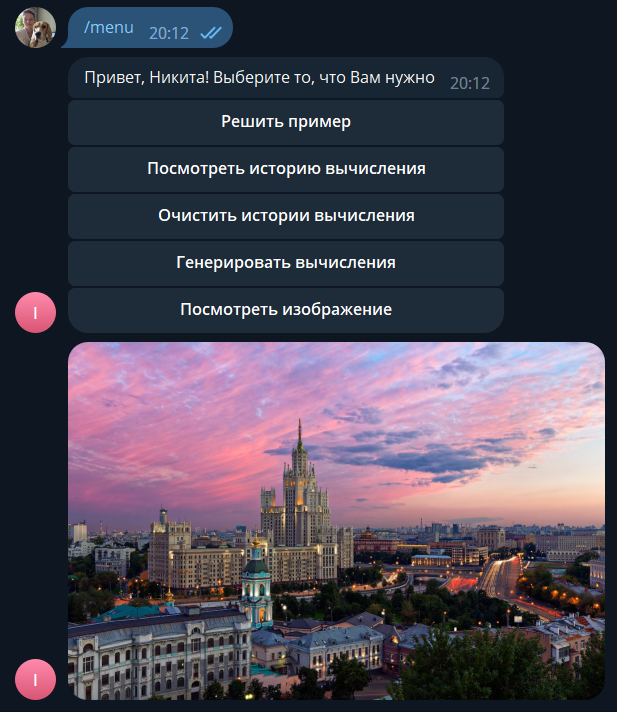 /menu 20:12
Привет, Никита! Выберите то, что Вам нужно 20:12
Решить пример
Посмотреть историю вычисления
Очистить истории вычисления
Генерировать вычисления
Посмотреть изображение
I
I